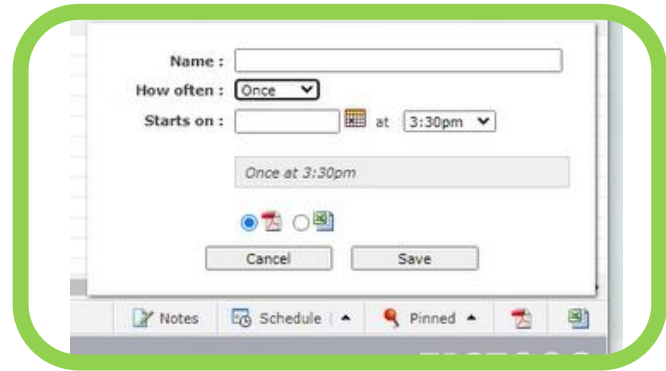 Name :
How often : Once
Starts on : at 3:30pm
Once at 3:30pm
Cancel Save
Notes Schedule Pinned